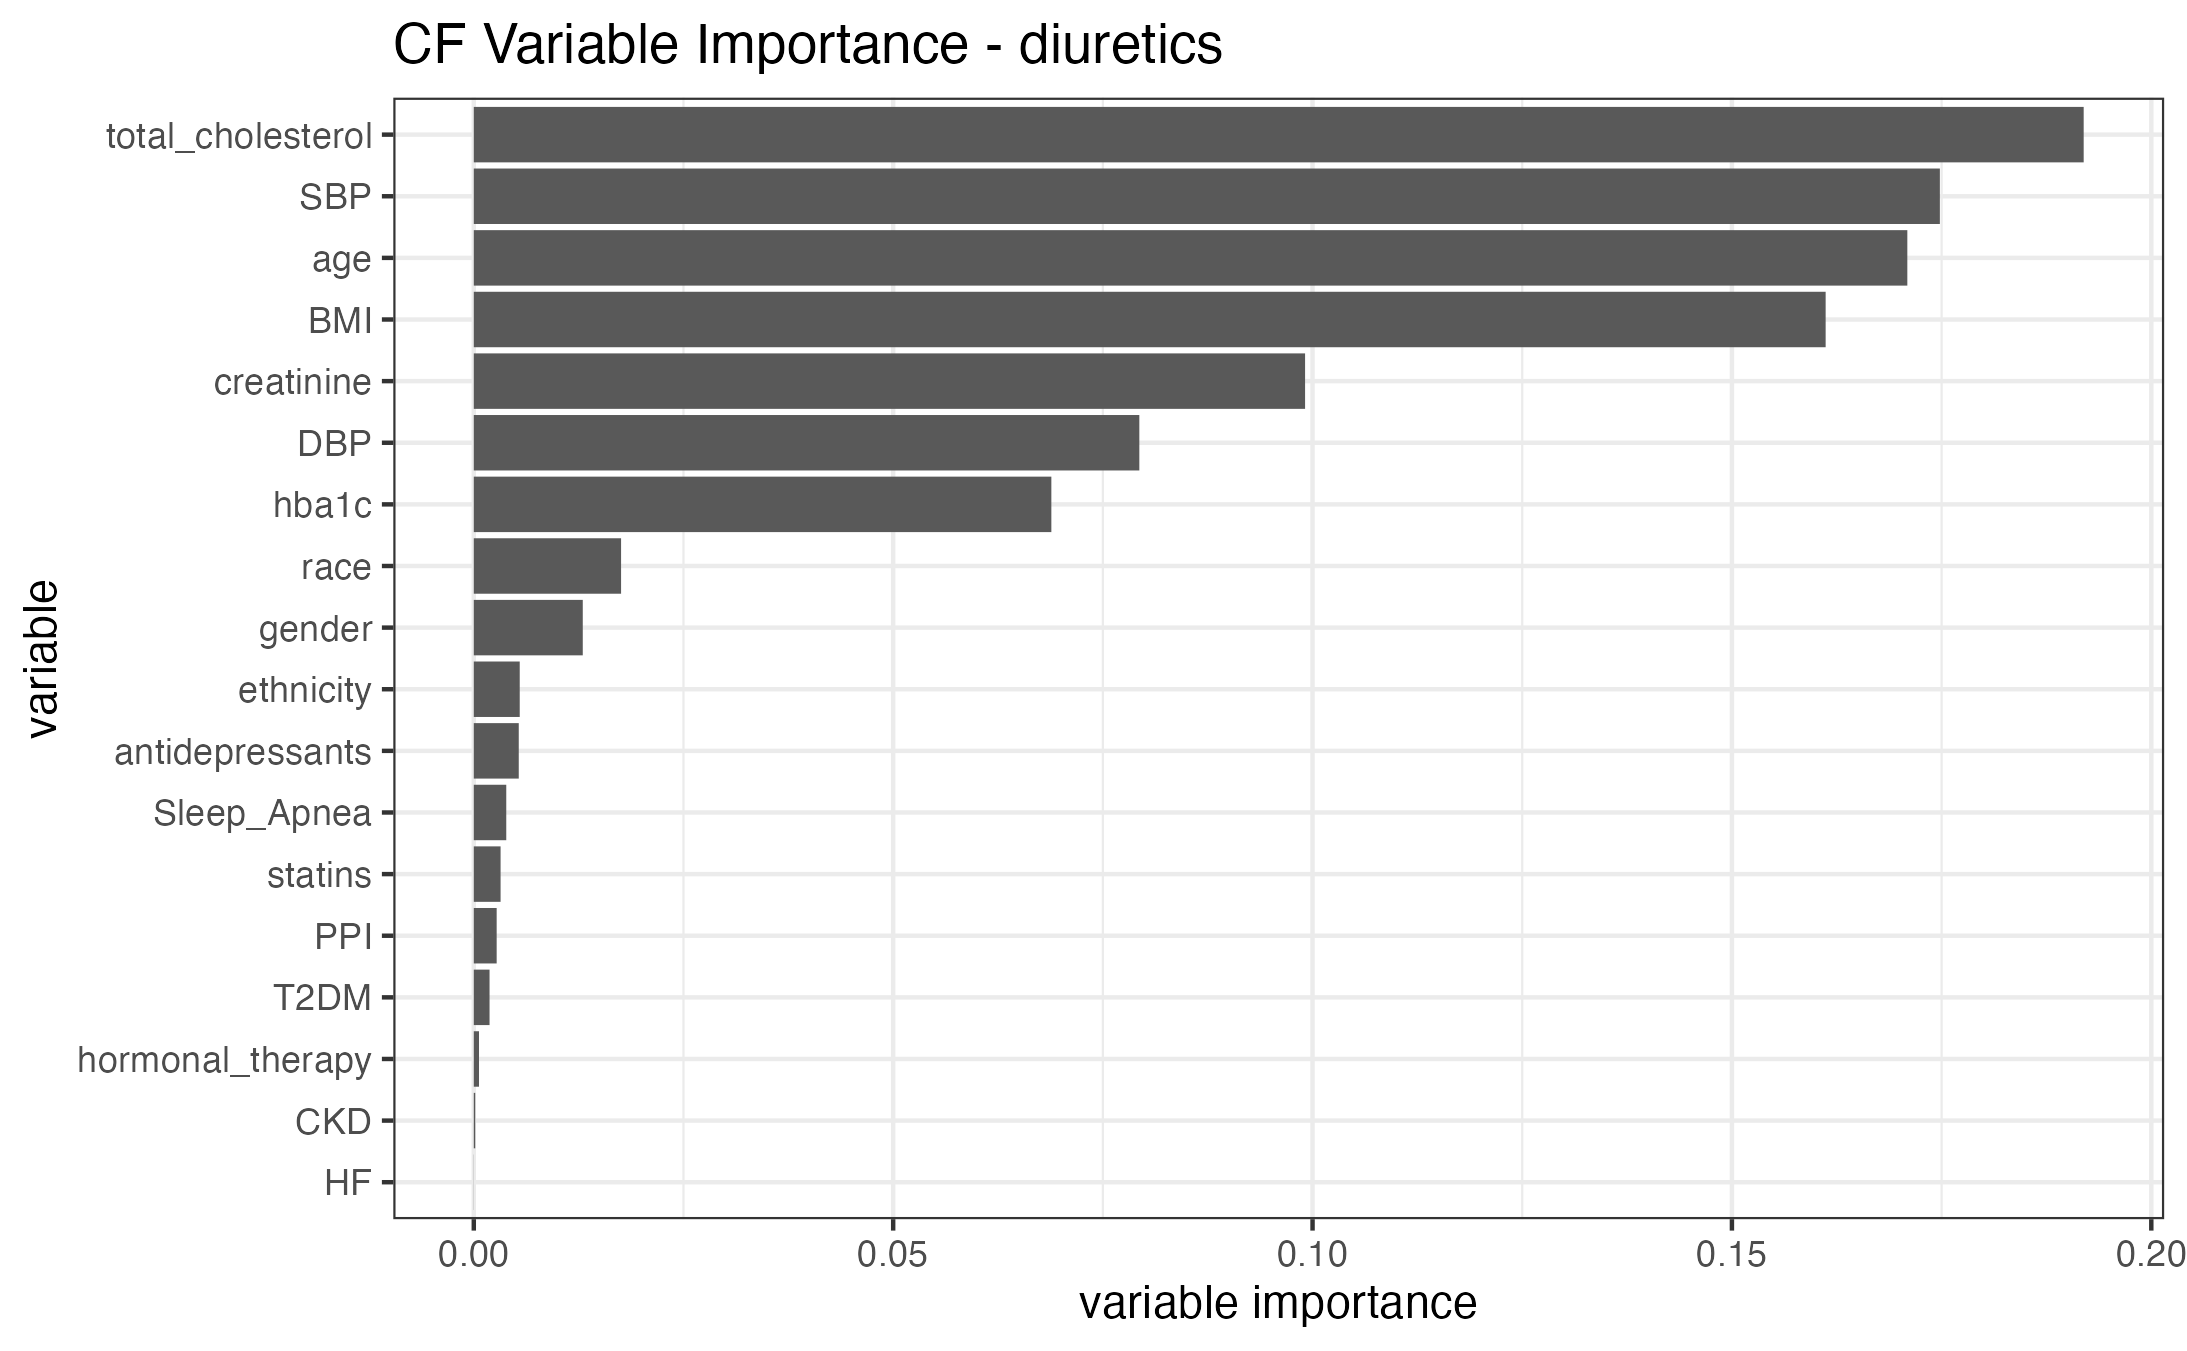 CF Variable Importance - diuretics
variable
total_cholesterol
SBP
age
BMI
creatinine
DBP
hba1c
race
gender
ethnicity
antidepressants
Sleep_Apnea
statins
PPI
T2DM
hormonal_therapy
CKD
HF
0.00 0.05 0.10 0.15 0.20
variable importance